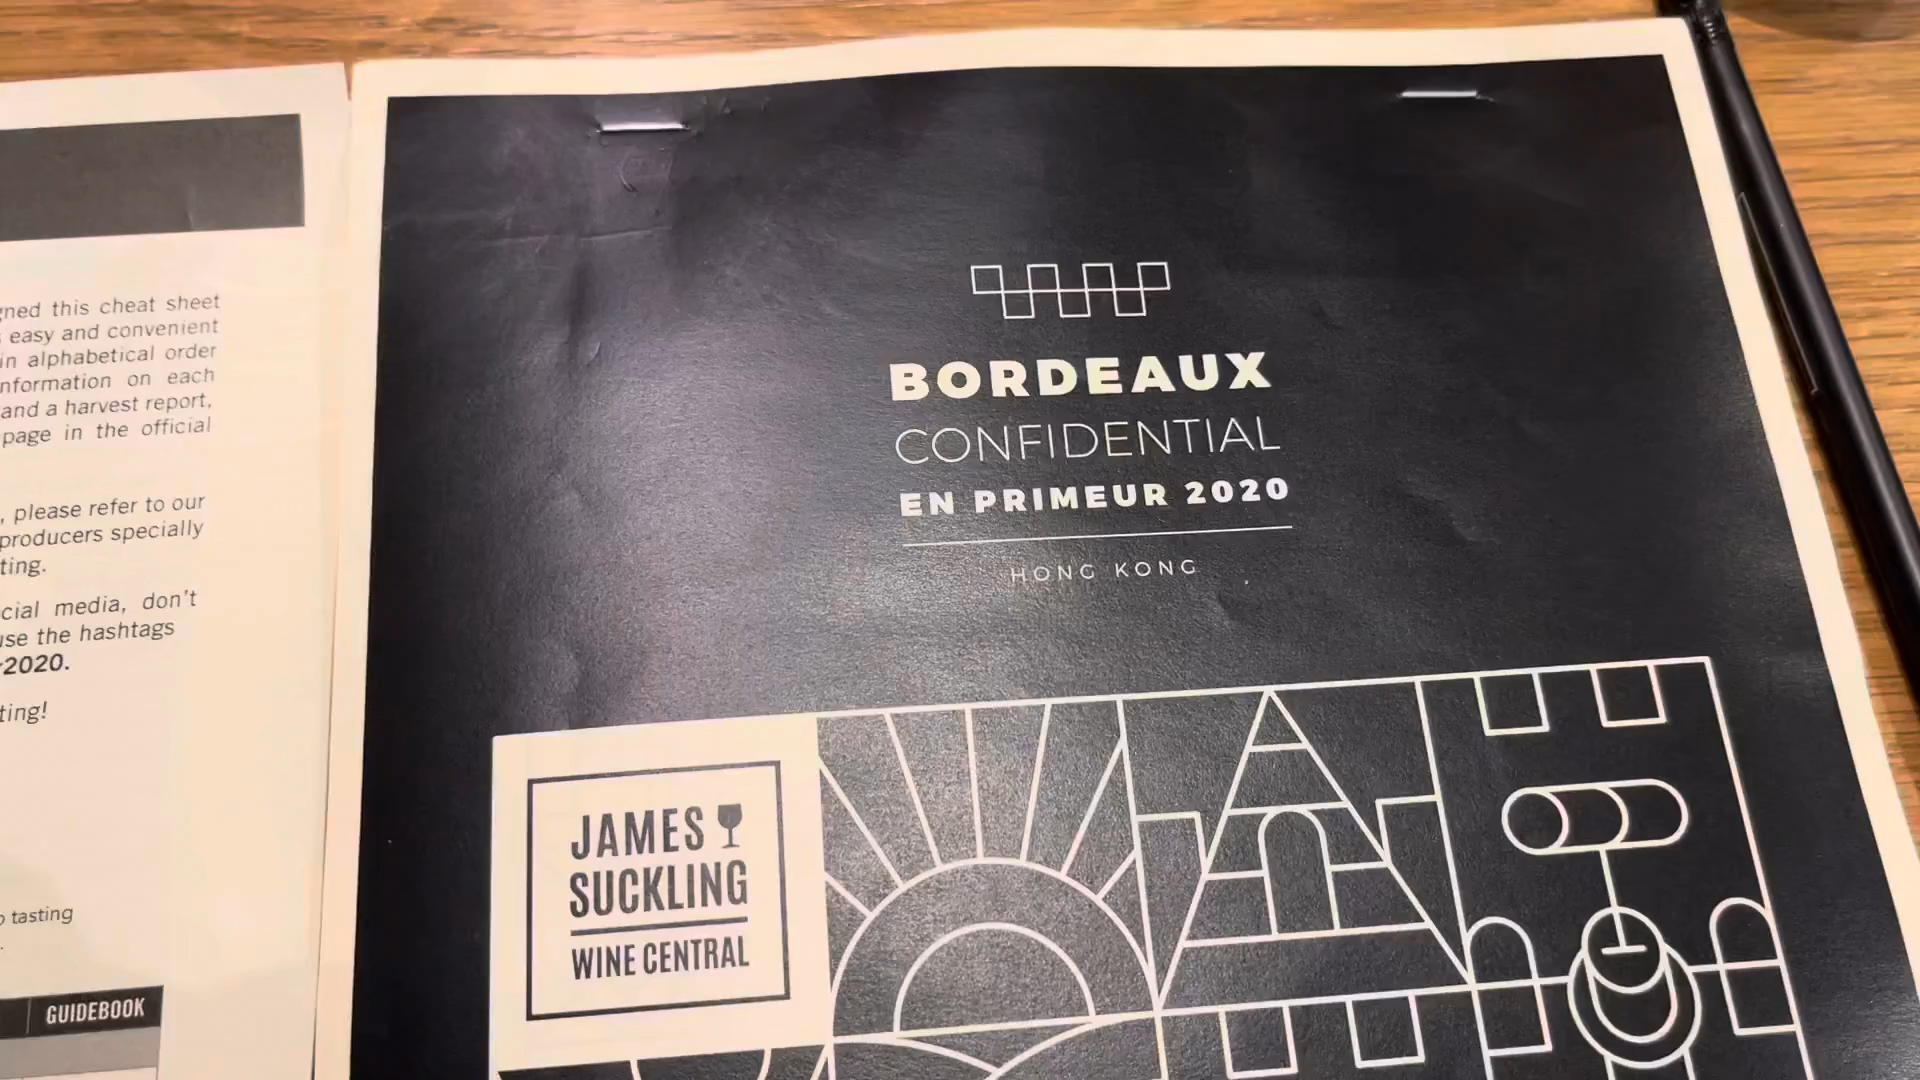 gned this cheat sheet
easy and convenient
in alphabetical order
nformation on each
and a harvest report,
page in the official
, please refer to our
producers specially
ting.
cial media, don't
use the hashtags
2020.
ting!
tasting
GUIDEBOOK
BORDEAUX
CONFIDENTIAL
EN PRIMEUR 2020
HONG KONG
JAMES
SUCKLING
WINE CENTRAL